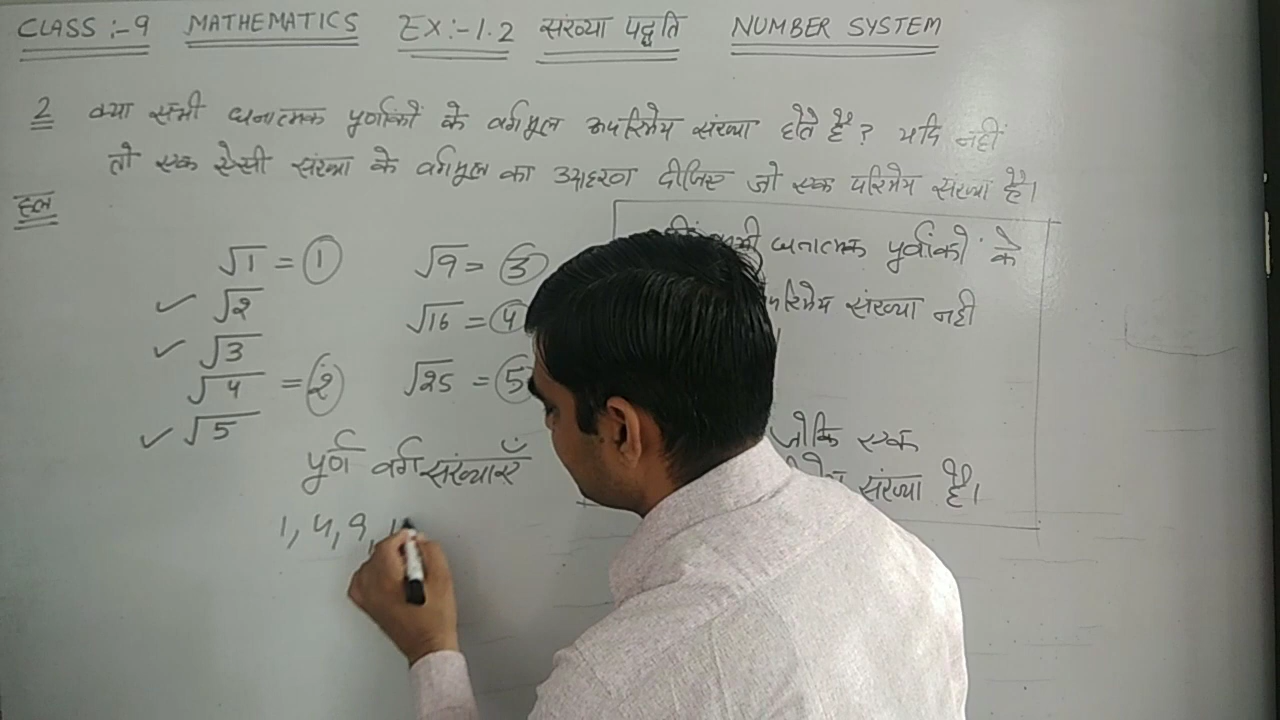 CLASS :- 9 MATHEMATICS EX:- 1.2 संख्या पद्धति NUMBER SYSTEM
2 क्या सभी धनात्मक पूर्णांकों के वर्गमूल अपरिमेय संख्या होते हैं? यदि नहीं
तो एक ऐसी संख्या के वर्गमूल का उदाहरण दीजिए जो एक परिमेय संख्या है।
हल
√1 = 1
√2
√3
√4 = 2
√5
√9 = 3
√16 = 4
√25 = 5
पूर्ण वर्ग संख्याएँ
1, 4, 9, 1
धनात्मक पूर्णांकों के
संख्या नही
जोकि एक
संख्या है।